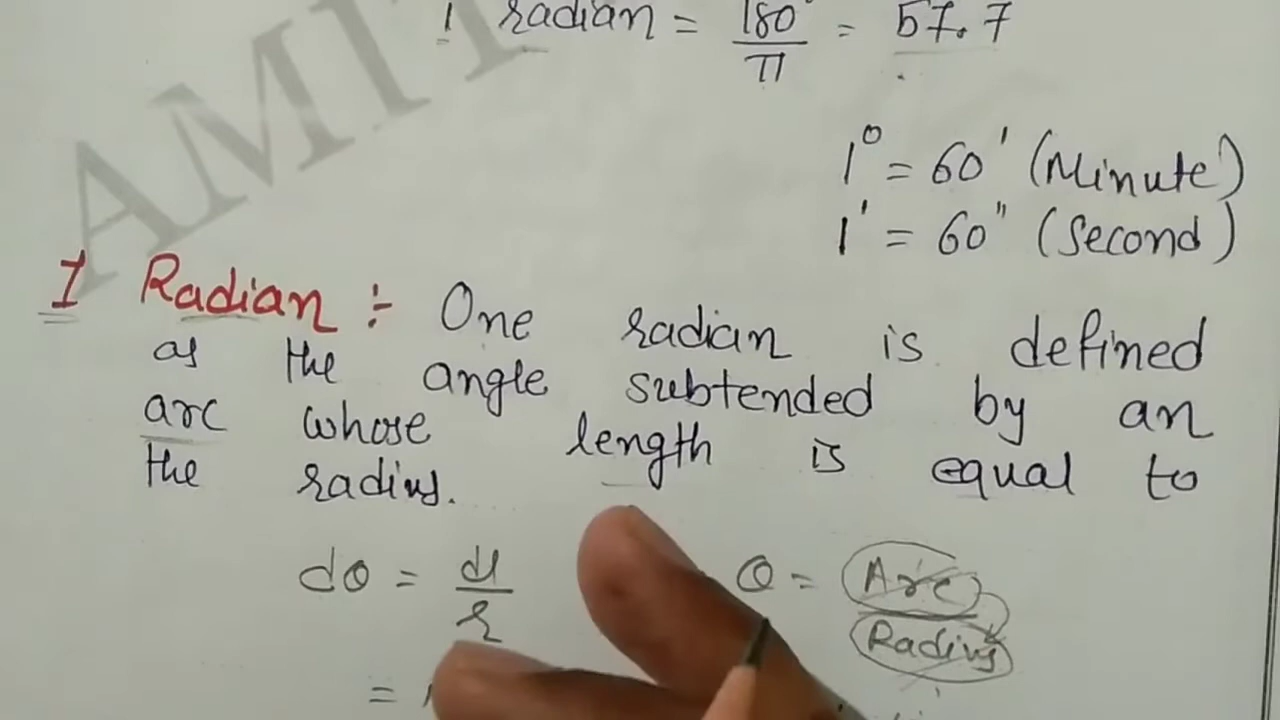 1 radian = 180° / π = 57.7
1° = 60' (Minute)
1' = 60" (Second)
1 Radian :- One radian is defined
as the angle subtended by an
arc whose length is equal to
the radius.
dθ = dl / r
θ = Arc / Radius
=
AMIT